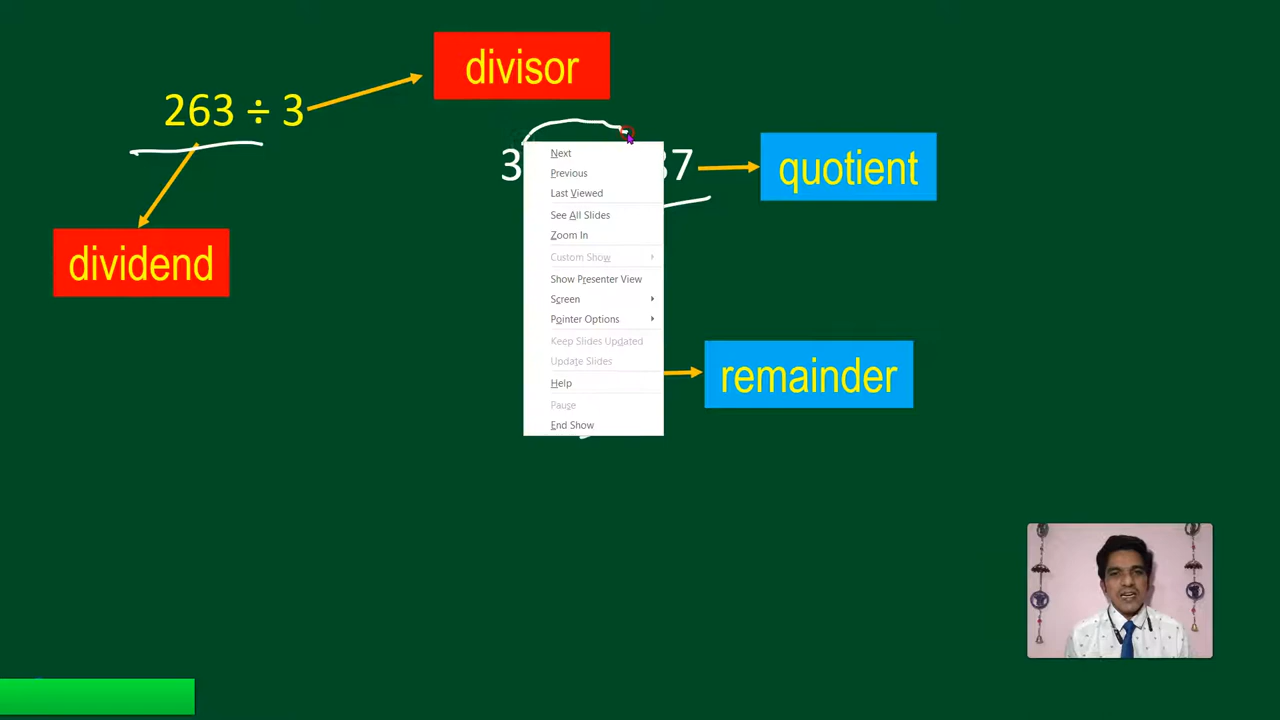 divisor
263 ÷ 3
3
87
quotient
dividend
remainder
Next
Previous
Last Viewed
See All Slides
Zoom In
Custom Show
Show Presenter View
Screen
Pointer Options
Keep Slides Updated
Update Slides
Help
Pause
End Show